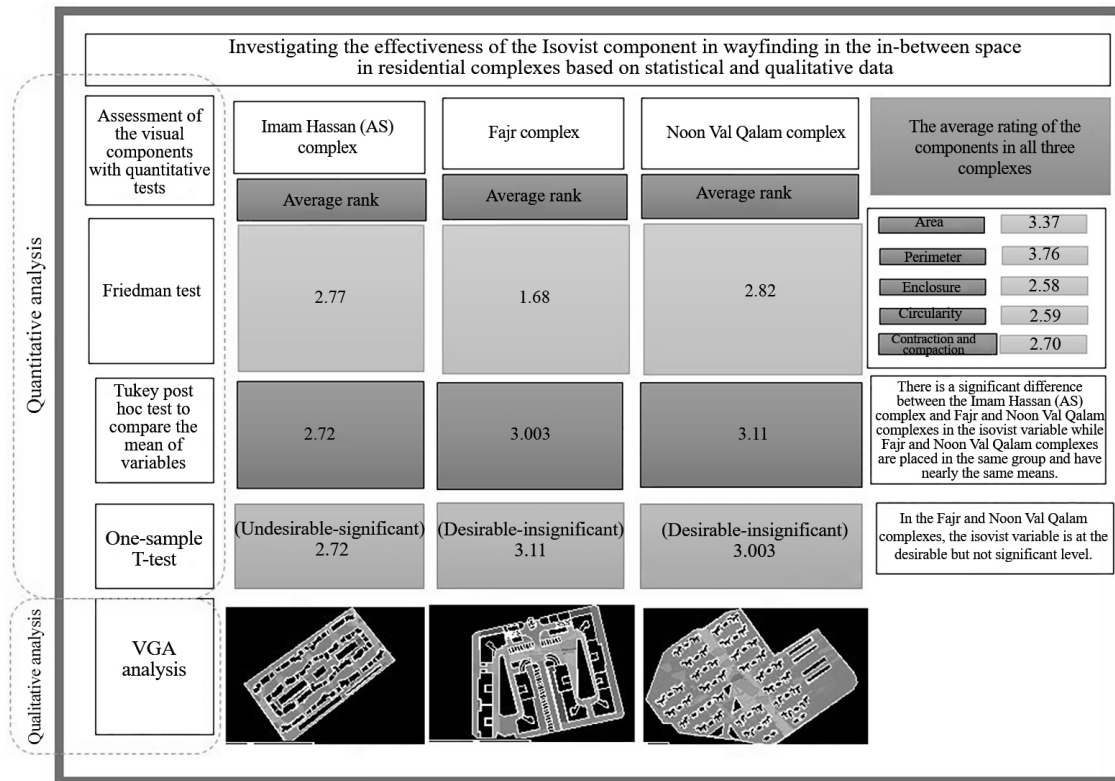 Investigating the effectiveness of the Isovist component in wayfinding in the in-between space
in residential complexes based on statistical and qualitative data
Quantitative analysis
Assessment of
the visual
components
with quantitative
tests
Imam Hassan (AS)
complex
Fajr complex
Noon Val Qalam complex
The average rating of the
components in all three
complexes
Average rank
Average rank
Average rank
Friedman test
2.77
1.68
2.82
Area
3.37
Perimeter
3.76
Enclosure
2.58
Circularity
2.59
Contraction and
compaction
2.70
Tukey post
hoc test to
compare the
mean of
variables
2.72
3.003
3.11
There is a significant difference
between the Imam Hassan (AS)
complex and Fajr and Noon Val Qalam
complexes in the isovist variable while
Fajr and Noon Val Qalam complexes
are placed in the same group and have
nearly the same means.
One-sample
T-test
(Undesirable-significant)
2.72
(Desirable-insignificant)
3.11
(Desirable-insignificant)
3.003
In the Fajr and Noon Val Qalam
complexes, the isovist variable is at the
desirable but not significant level.
Qualitative analysis
VGA
analysis